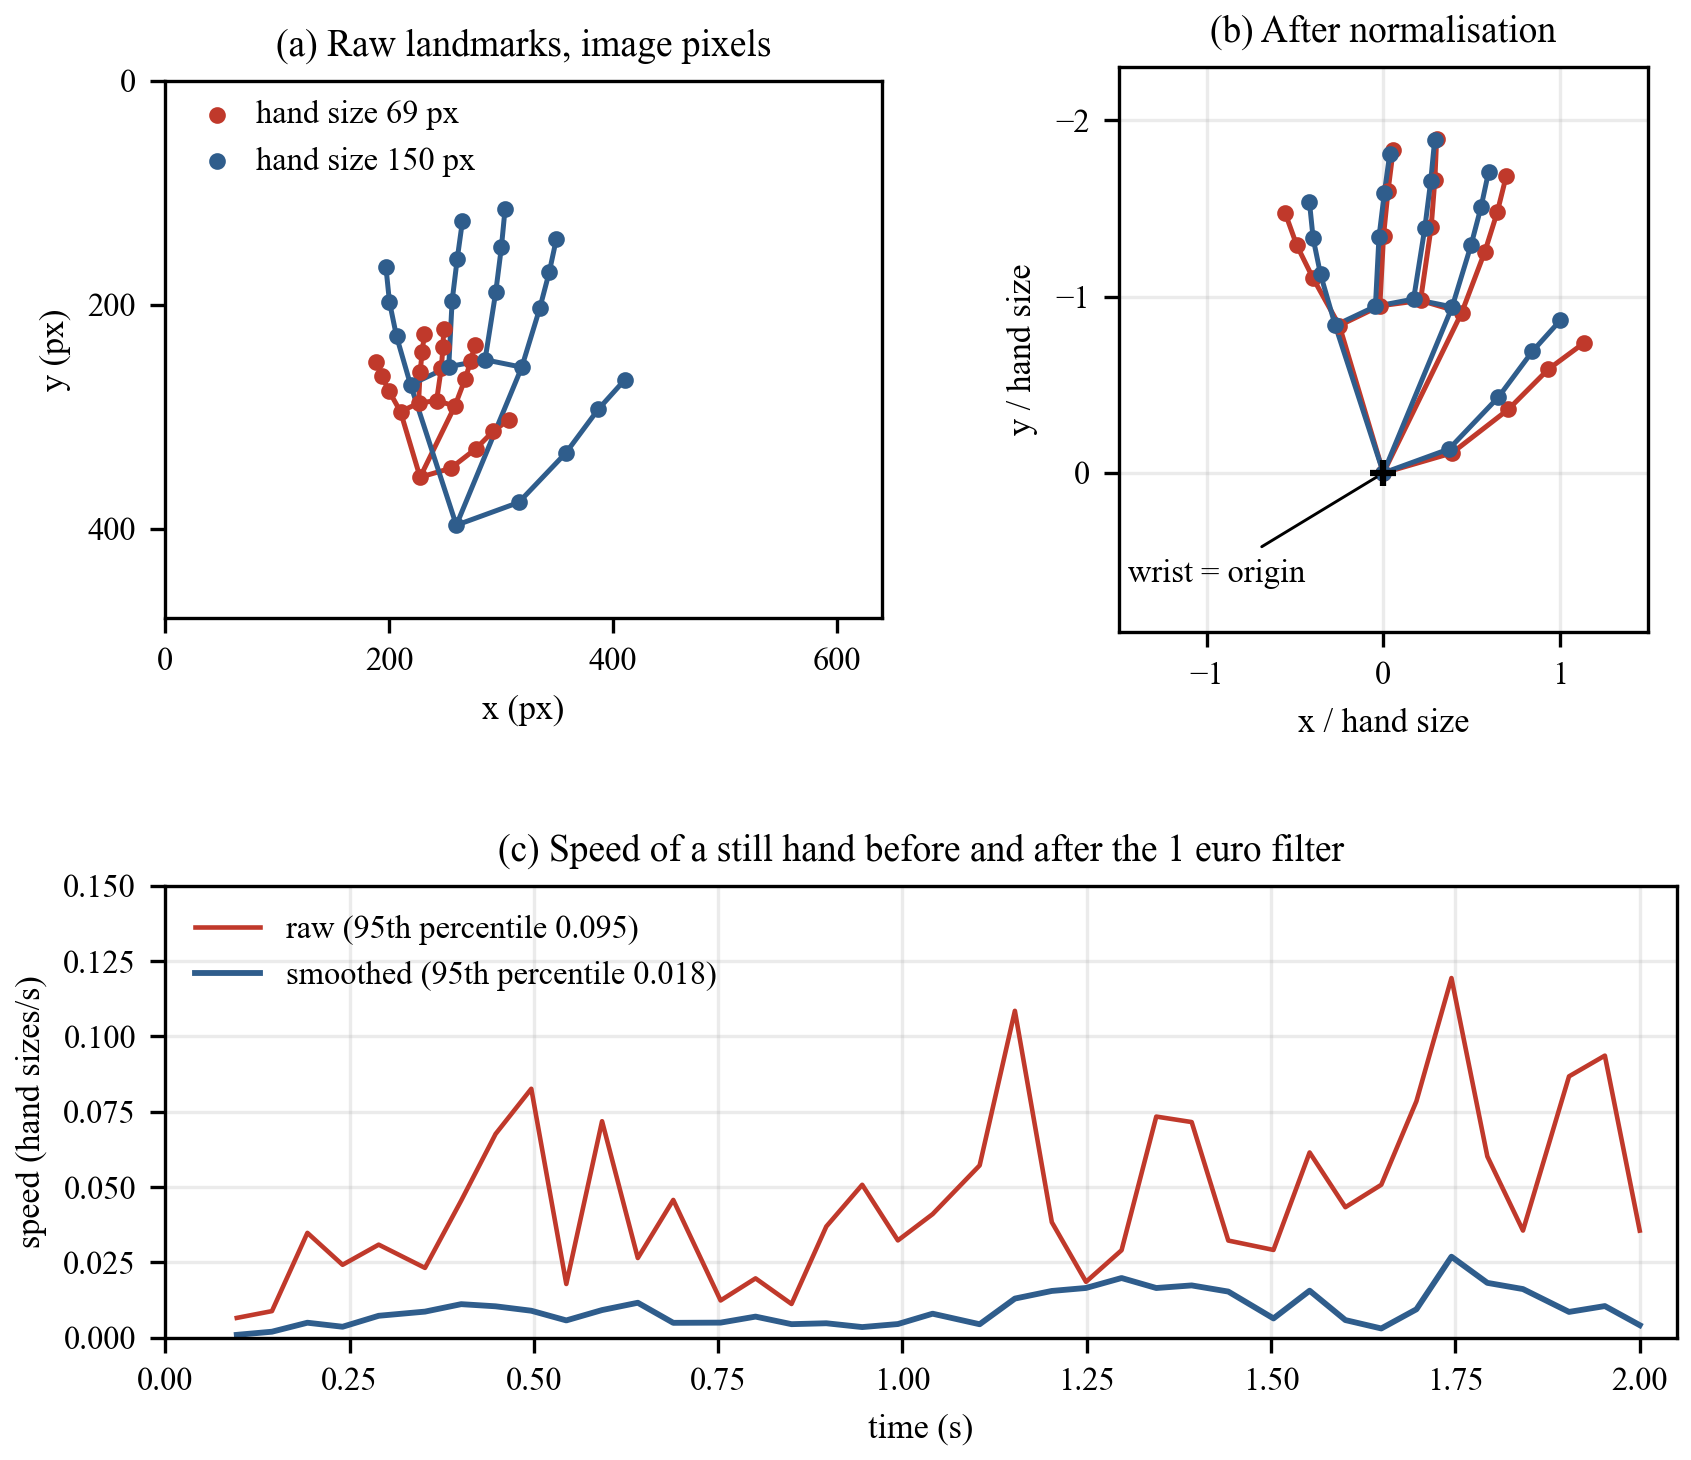 (a) Raw landmarks, image pixels
hand size 69 px
hand size 150 px
0
200
400
y (px)
0
200
400
600
x (px)
(b) After normalisation
−2
−1
0
y / hand size
wrist = origin
−1
0
1
x / hand size
(c) Speed of a still hand before and after the 1 euro filter
raw (95th percentile 0.095)
smoothed (95th percentile 0.018)
0.150
0.125
0.100
0.075
0.050
0.025
0.000
speed (hand sizes/s)
0.00
0.25
0.50
0.75
1.00
1.25
1.50
1.75
2.00
time (s)